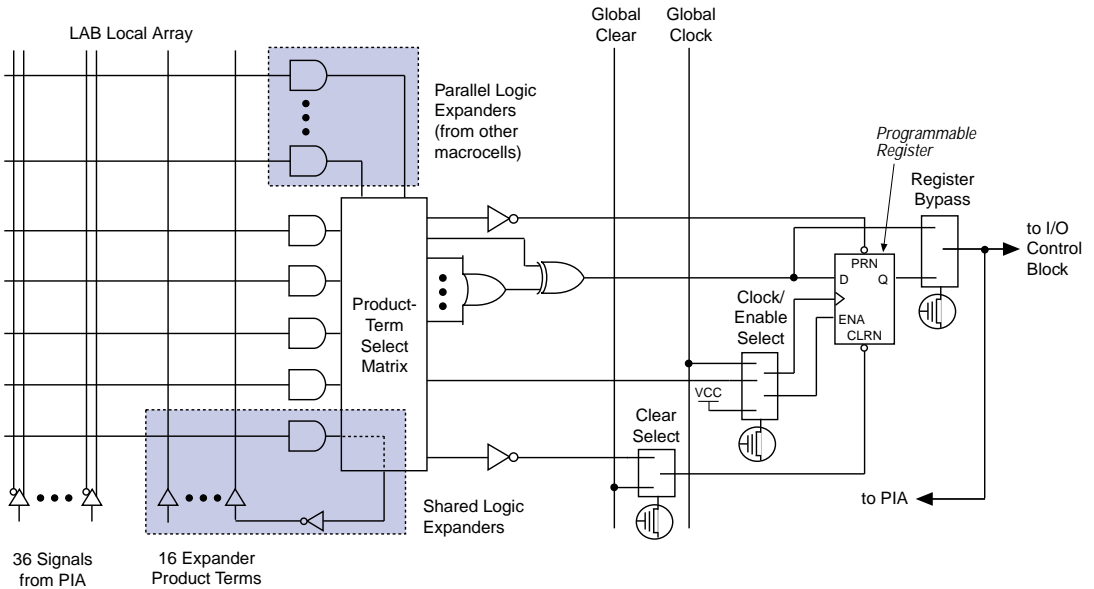 LAB Local Array
Global
Clear
Global
Clock
Parallel Logic
Expanders
(from other
macrocells)
Programmable
Register
Register
Bypass
to I/O
Control
Block
PRN
D
Q
ENA
CLRN
Product-
Term
Select
Matrix
Clock/
Enable
Select
VCC
Clear
Select
to PIA
Shared Logic
Expanders
36 Signals
from PIA
16 Expander
Product Terms